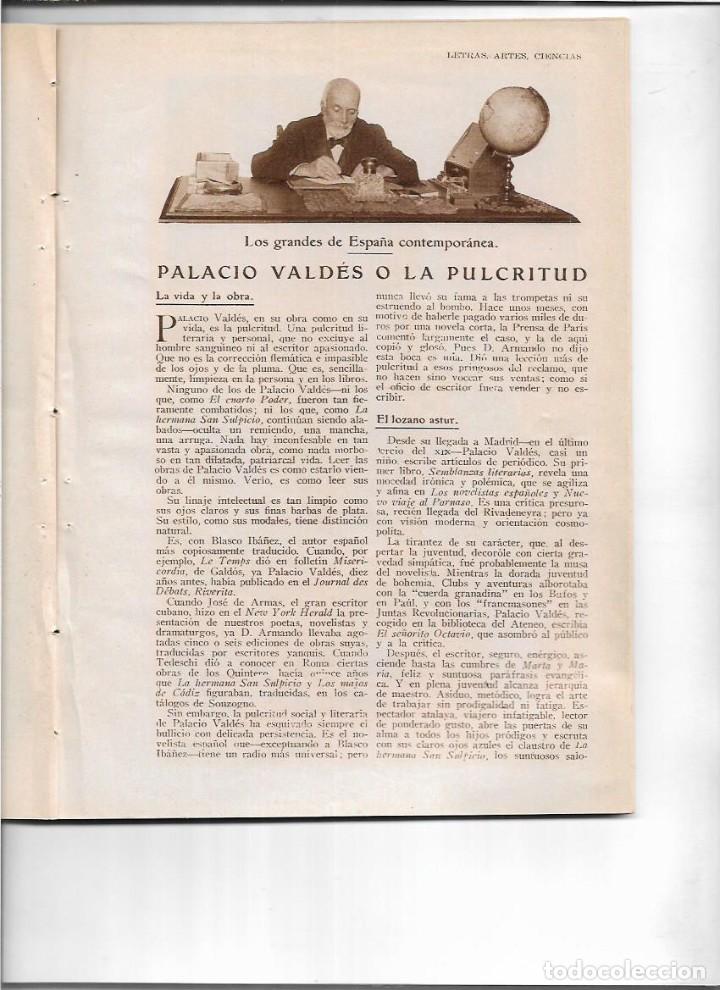 LETRAS, ARTES, CIENCIAS
Los grandes de España contemporánea.
PALACIO VALDÉS O LA PULCRITUD
La vida y la obra.
PALACIO Valdés, en su obra como en su
vida, es la pulcritud. Una pulcritud li-
teraria y personal, que no excluye al
hombre sanguíneo ni al escritor apasionado.
Que no es la corrección flemática e impasible
de los ojos y de la pluma. Que es, sencilla-
mente, limpieza en la persona y en los libros.
Ninguno de los de Palacio Valdés—ni los
que, como El cuarto Poder, fueron tan fie-
ramente combatidos; ni los que, como La
hermana San Sulpicio, continúan siendo ala-
bados—oculta un remiendo, una mancha,
una arruga. Nada hay inconfesable en tan
vasta y apasionada obra, como nada morbo-
so en tan dilatada, patriarcal vida. Leer las
obras de Palacio Valdés es como estarlo vien-
do a él mismo. Verlo, es como leer sus
obras.
Su linaje intelectual es tan limpio como
sus ojos claros y sus finas barbas de plata.
Su estilo, como sus modales, tiene distinción
natural.
Es, con Blasco Ibáñez, el autor español
más copiosamente traducido. Cuando, por
ejemplo, Le Temps dió en folletín Miseri-
cordia, de Galdós, ya Palacio Valdés, diez
años antes, había publicado en el Journal des
Débats, Riverita.
Cuando José de Armas, el gran escritor
cubano, hizo en el New York Herald la pre-
sentación de nuestros poetas, novelistas y
dramaturgos, ya D. Armando llevaba ago-
tadas cinco o seis ediciones de obras suyas,
traducidas por escritores yanquis. Cuando
Tedeschi dió a conocer en Roma ciertas
obras de los Quintero, hacía quince años
que La hermana San Sulpicio y Los majos
de Cádiz figuraban, traducidas, en los ca-
tálogos de Sonzogno.
Sin embargo, la pulcritud social y literaria
de Palacio Valdés ha esquivado siempre el
bullicio con delicada persistencia. Es el no-
velista español que—exceptuando a Blasco
Ibáñez—tiene un radio más universal; pero
nunca llevó su fama a las trompetas ni su
estruendo al bombo. Hace unos meses, con
motivo de haberle pagado varios miles de du-
ros por una novela corta, la Prensa de París
comentó largamente el caso, y la de aquí
copió y glosó. Pues D. Armando no dijo
esta boca es mía. Dió una lección más de
pulcritud a esos pringosos del reclamo, que
no hacen sino vocear sus ventas; como si
el oficio de escritor fuera vender y no es-
cribir.
El lozano astur.
Desde su llegada a Madrid—en el último
tercio del XIX—Palacio Valdés, casi un
niño escribe artículos de periódico. Su pri-
mer libro, Semblanzas literarias, revela una
mocedad irónica y polémica, que se agiliza
y afina en Los novelistas españoles y Nue-
vo viaje al Parnaso. Es una crítica presuro-
sa, recién llegada del Rivadeneyra; pero ya
con visión moderna y orientación cosmo-
polita.
La tirantez de su carácter, que, al des-
pertar la juventud, decoróle con cierta gra-
vedad simpática, fué probablemente la musa
del novelista. Mientras la dorada juventud
de bohemia, Clubs y aventuras alborotaba
con la "cuerda granadina" en los Bufos y
en Paúl, y con los "francmasones" en las
Juntas Revolucionarias, Palacio Valdés, re-
cogido en la biblioteca del Ateneo, escribía
El señorito Octavio, que asombró al público
y a la crítica.
Después, el escritor, seguro, enérgico, as-
ciende hasta las cumbres de Marta y Ma-
ría, feliz y suntuosa paráfrasis evangéli-
ca. Y en plena juventud alcanza jerarquía
de maestro. Asiduo, metódico, logra el arte
de trabajar sin prodigalidad ni fatiga. Es-
pectador atalaya, viajero infatigable, lector
de ponderado gusto, abre las puertas de su
alma a todos los hijos pródigos y escruta
con sus claros ojos azules el claustro de La
hermana San Sulpicio, los suntuosos salo-
todocoleccion